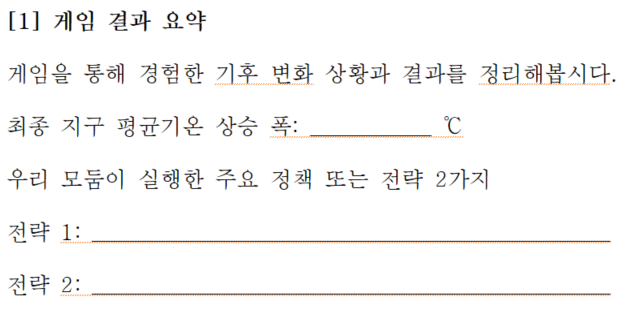 [1] 게임 결과 요약
게임을 통해 경험한 기후 변화 상황과 결과를 정리해봅시다.
최종 지구 평균기온 상승 폭: __________ ℃
우리 모둠이 실행한 주요 정책 또는 전략 2가지
전략 1: ____________________________________________
전략 2: ____________________________________________